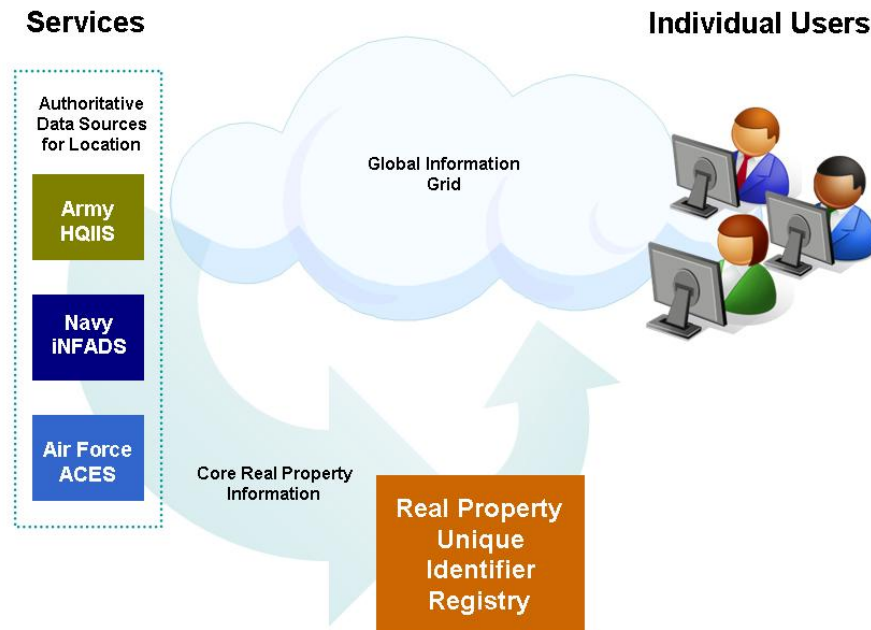 Services
Individual Users
Authoritative
Data Sources
for Location
Army
HQIIS
Navy
iNFADS
Air Force
ACES
Global Information
Grid
Core Real Property
Information
Real Property
Unique
Identifier
Registry